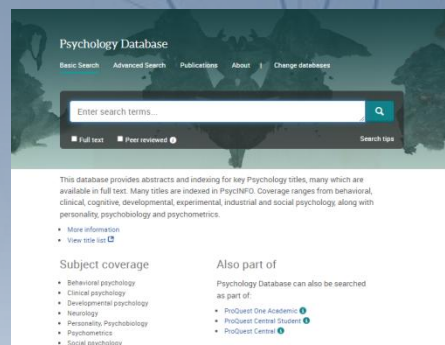 Psychology Database
Basic Search Advanced Search Publications About | Change databases
Enter search terms...
Full text Peer reviewed
Search tips
This database provides abstracts and indexing for key Psychology titles, many which are
available in full text. Many titles are indexed in PsycINFO. Coverage ranges from behavioral,
clinical, cognitive, developmental, experimental, industrial and social psychology, along with
personality, psychobiology and psychometrics.
More information
View title list
Subject coverage
Behavioral psychology
Clinical psychology
Developmental psychology
Neurology
Personality, Psychobiology
Psychometrics
Social psychology
Also part of
Psychology Database can also be searched
as part of:
ProQuest One Academic
ProQuest Central Student
ProQuest Central